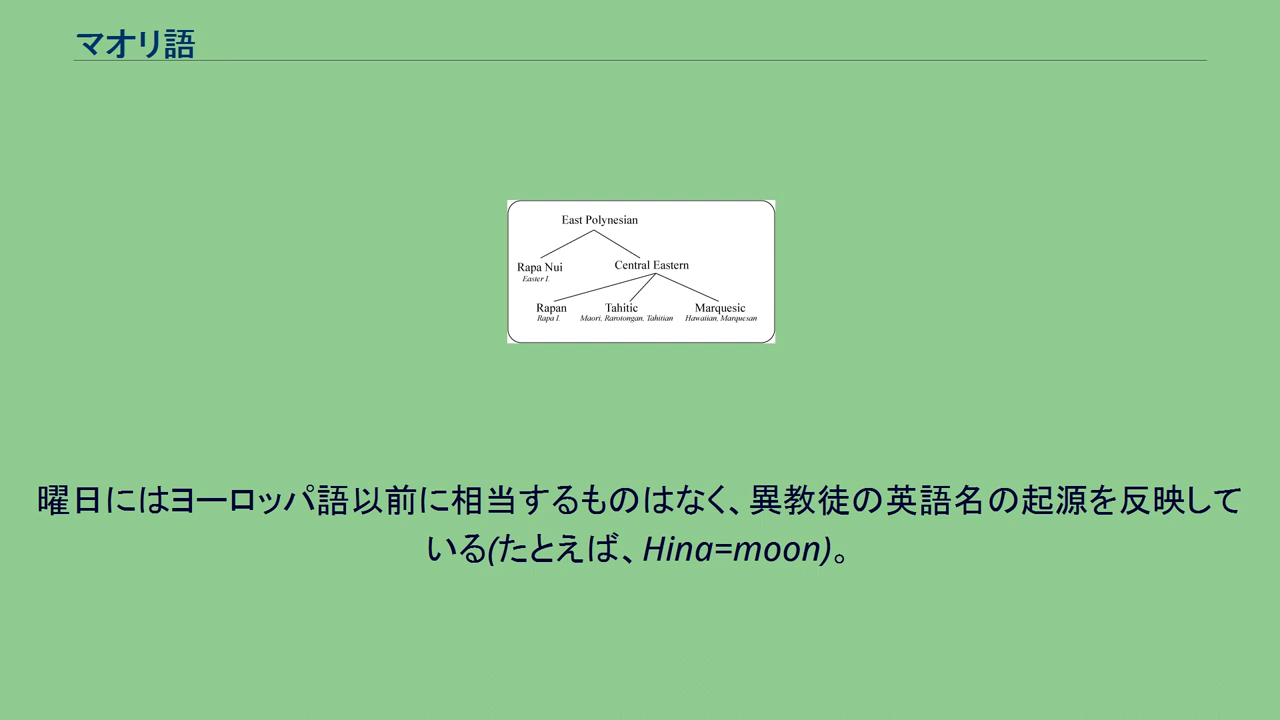 マオリ語
East Polynesian
Rapa Nui
Easter I.
Central Eastern
Rapan
Rapa I.
Tahitic
Maori, Rarotongan, Tahitian
Marquesic
Hawaiian, Marquesan
曜日にはヨーロッパ語以前に相当するものはなく、異教徒の英語名の起源を反映して
いる(たとえば、Hina=moon)。